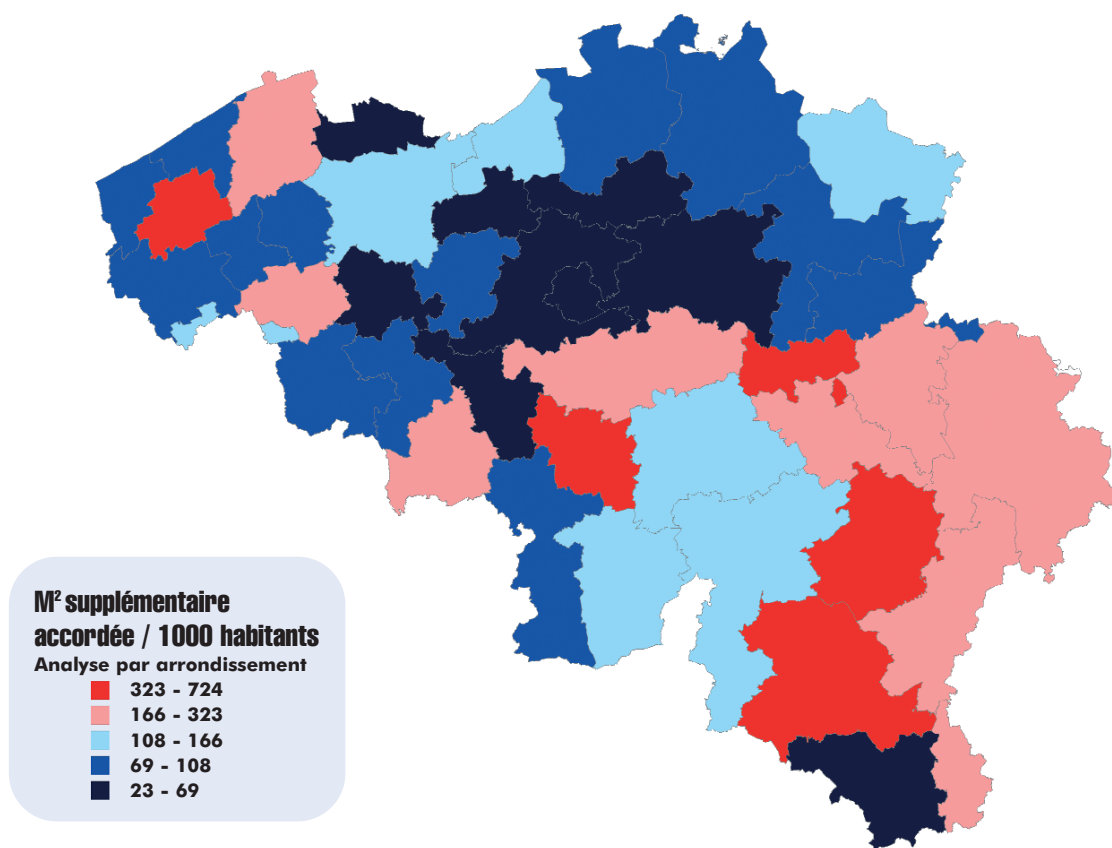 M² supplémentaire
accordée / 1000 habitants
Analyse par arrondissement
323 - 724
166 - 323
108 - 166
69 - 108
23 - 69